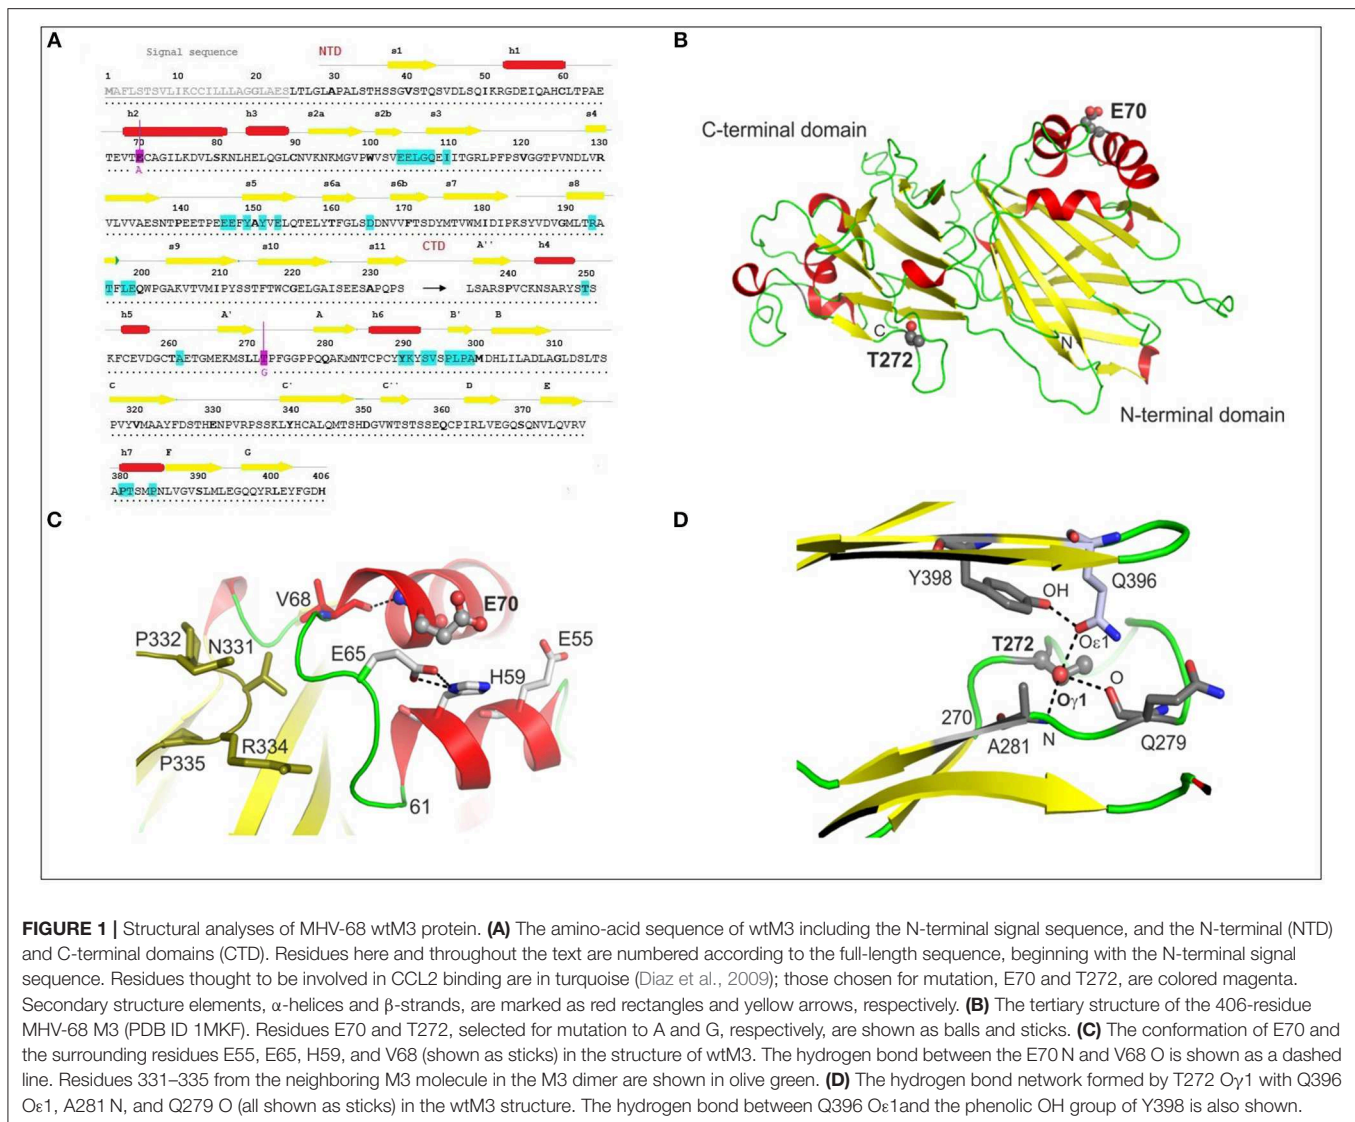 A
Signal sequence NTD s1 h1
1 10 20 30 40 50 60
MAFLSTSVLIKCCILLLAGGLAESLTLGLAPALSTHSSGVSTQSVDLSQIKRGDEIQAHCLTPAE
h2 h3 s2a s2b s3 s4
70 80 90 100 110 120 130
TEVTECAGILKDVLSKNLHELQGLCNVKNKMGVPWVSVEELGQEIITGRLPFPSVGGTPVNDLVR
A
s5 s6a s6b s7 s8
140 150 160 170 180 190
VLVVAESNTPEETPEEEFYAYVELQTELYTFGLSDDNVVFTSDYMTVWMIDIPKSYVDVGMLTRA
s9 s10 s11 CTD A'' h4
200 210 220 230 240 250
TFLEQWPGAKVTVMIPYSSTFTWCGELGAISEESAPQPS LSARSPVCKNSARYSTS
h5 A' A h6 B' B
260 270 280 290 300 310
KFCEVDGCTAETGMEKMSLLTPFGGPPQQAKMNTCPCYYKYSVSPLPAMDHLILADLAGLDSLTS
G
C C' C'' D E
320 330 340 350 360 370
PVYVMAAYFDSTHENPVRPSSKLYHCALQMTSHDGVWTSTSSEQCPIRLVEGQSQNVLQVRV
h7 F G
380 390 400 406
APTSMPNLVGVSLMLEGQQYRLEYFGDH
B
C-terminal domain
E70
C
T272
N
N-terminal domain
C
V68
E70
P332
N331
E65
E55
H59
R334
P335
61
D
Y398
OH
Q396
Oε1
T272
O
Oγ1
270
A281
N
Q279
FIGURE 1 | Structural analyses of MHV-68 wtM3 protein. (A) The amino-acid sequence of wtM3 including the N-terminal signal sequence, and the N-terminal (NTD)
and C-terminal domains (CTD). Residues here and throughout the text are numbered according to the full-length sequence, beginning with the N-terminal signal
sequence. Residues thought to be involved in CCL2 binding are in turquoise (Diaz et al., 2009); those chosen for mutation, E70 and T272, are colored magenta.
Secondary structure elements, α-helices and β-strands, are marked as red rectangles and yellow arrows, respectively. (B) The tertiary structure of the 406-residue
MHV-68 M3 (PDB ID 1MKF). Residues E70 and T272, selected for mutation to A and G, respectively, are shown as balls and sticks. (C) The conformation of E70 and
the surrounding residues E55, E65, H59, and V68 (shown as sticks) in the structure of wtM3. The hydrogen bond between the E70 N and V68 O is shown as a dashed
line. Residues 331–335 from the neighboring M3 molecule in the M3 dimer are shown in olive green. (D) The hydrogen bond network formed by T272 Oγ1 with Q396
Oε1, A281 N, and Q279 O (all shown as sticks) in the wtM3 structure. The hydrogen bond between Q396 Oε1and the phenolic OH group of Y398 is also shown.